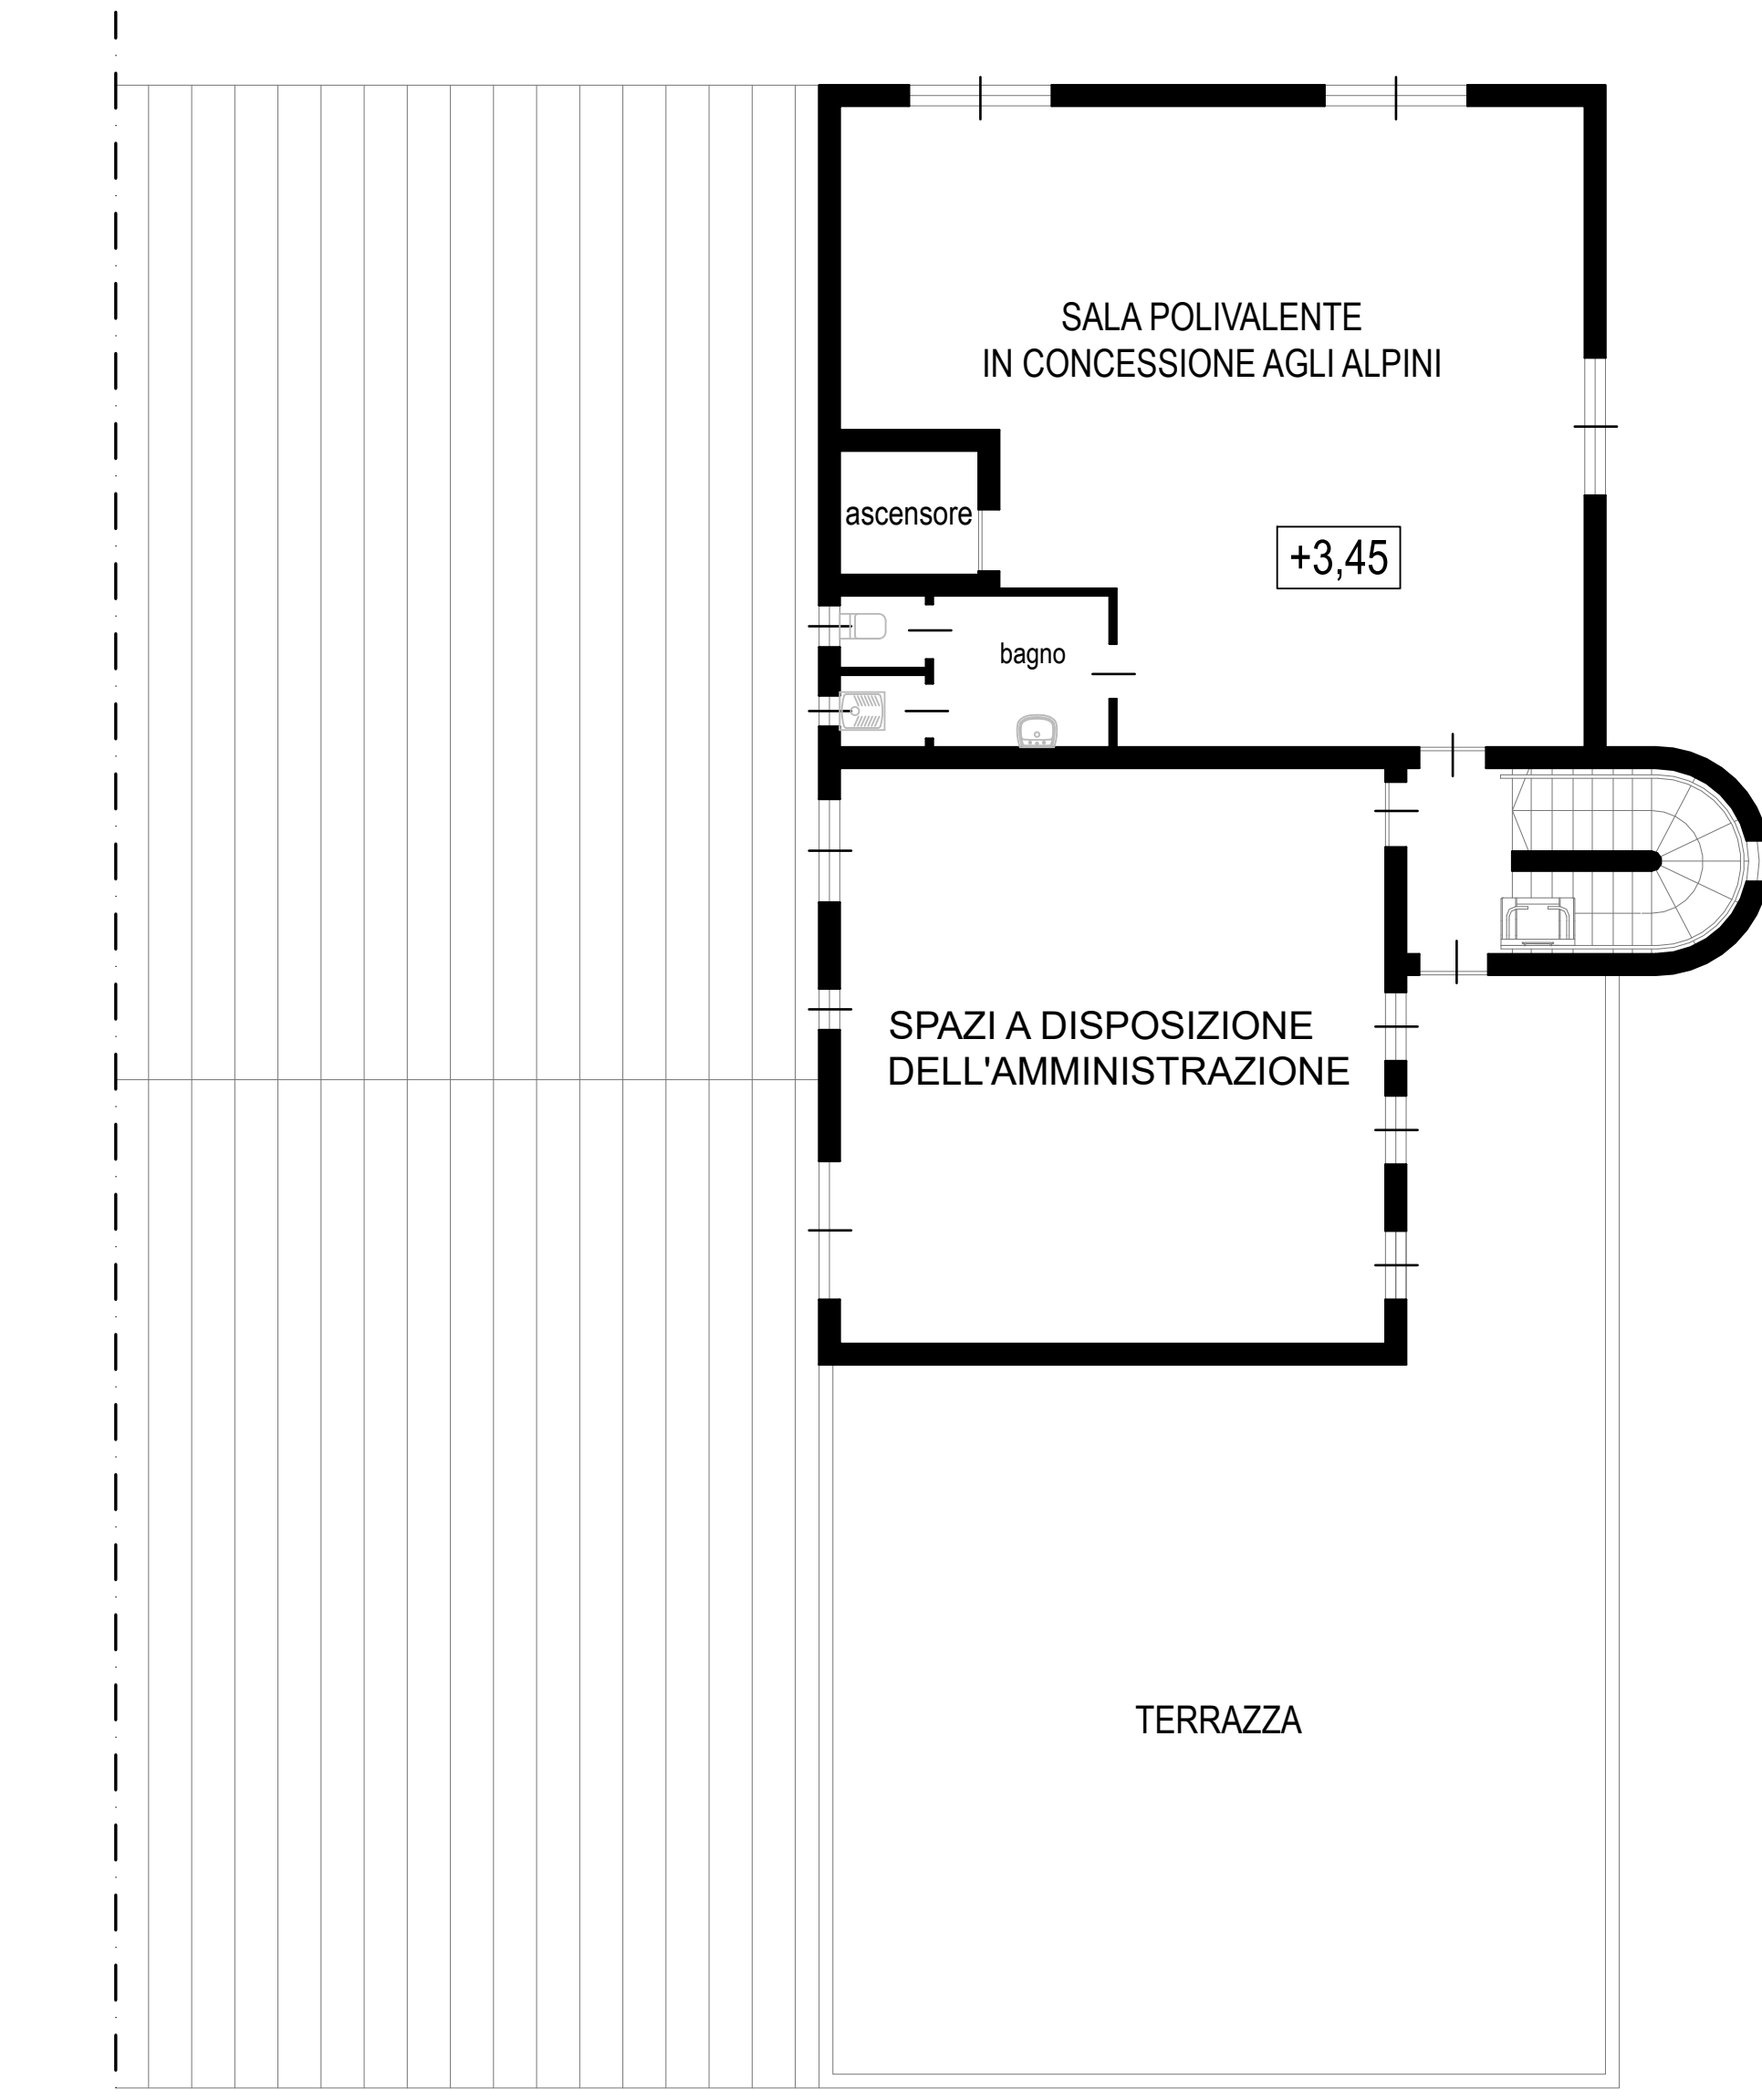 SALA POLIVALENTE
IN CONCESSIONE AGLI ALPINI
ascensore
+3,45
bagno
SPAZI A DISPOSIZIONE
DELL'AMMINISTRAZIONE
TERRAZZA